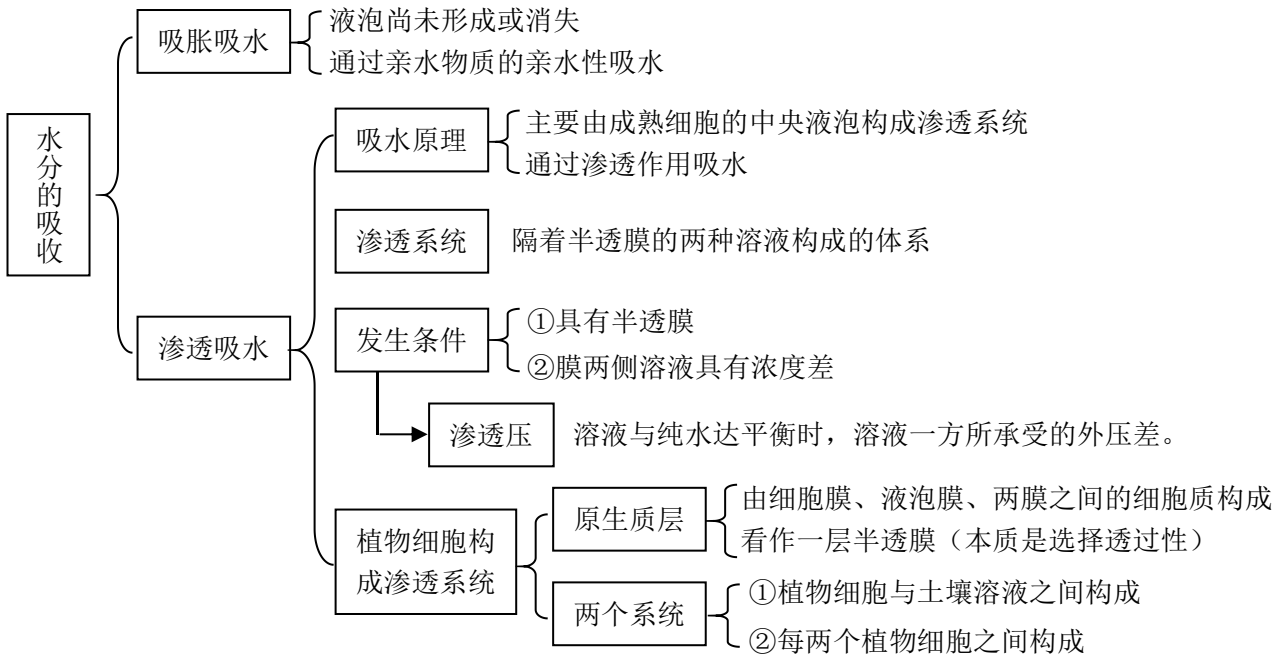 水分的吸收
吸胀吸水
液泡尚未形成或消失
通过亲水物质的亲水性吸水
渗透吸水
吸水原理
主要由成熟细胞的中央液泡构成渗透系统
通过渗透作用吸水
渗透系统
隔着半透膜的两种溶液构成的体系
发生条件
①具有半透膜
②膜两侧溶液具有浓度差
渗透压
溶液与纯水达平衡时，溶液一方所承受的外压差。
植物细胞构
成渗透系统
原生质层
由细胞膜、液泡膜、两膜之间的细胞质构成
看作一层半透膜（本质是选择透过性）
两个系统
①植物细胞与土壤溶液之间构成
②每两个植物细胞之间构成